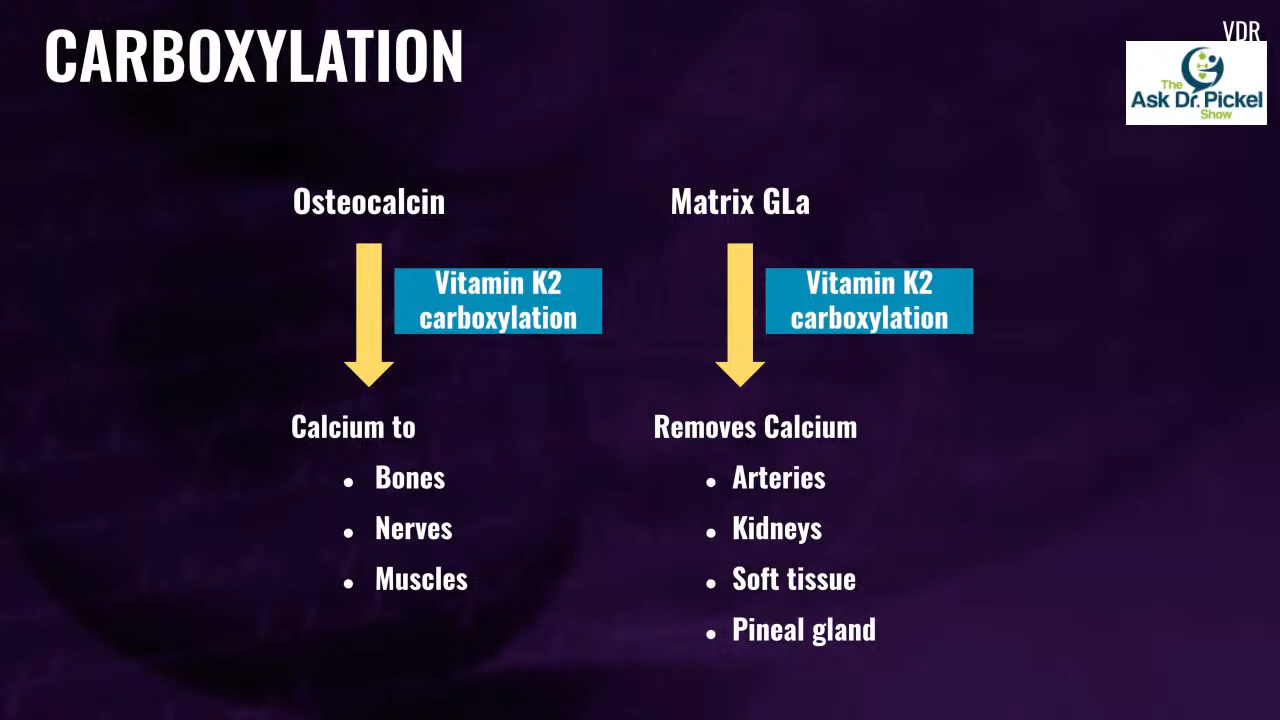 CARBOXYLATION
VDR
The
Ask Dr. Pickel
Show
Osteocalcin
Vitamin K2
carboxylation
Calcium to
• Bones
• Nerves
• Muscles
Matrix GLa
Vitamin K2
carboxylation
Removes Calcium
• Arteries
• Kidneys
• Soft tissue
• Pineal gland